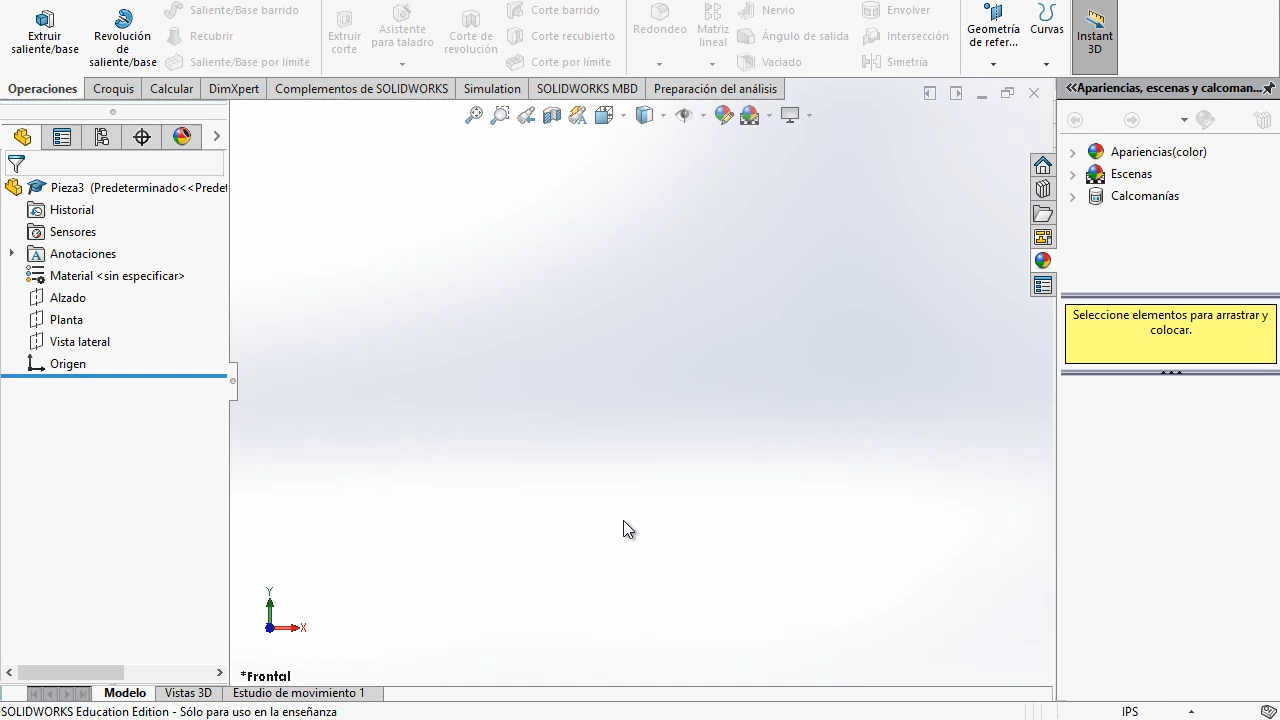 Extruir
saliente/base
Revolución
de
saliente/base
Saliente/Base barrido
Recubrir
Saliente/Base por límite
Extruir
corte
Asistente
para taladro
Corte de
revolución
Corte barrido
Corte recubierto
Corte por límite
Redondeo
Matriz
lineal
Nervio
Ángulo de salida
Vaciado
Envolver
Intersección
Simetría
Geometría
de refer...
Curvas
Instant
3D
Operaciones
Croquis
Calcular
DimXpert
Complementos de SOLIDWORKS
Simulation
SOLIDWORKS MBD
Preparación del análisis
Apariencias, escenas y calcoman...
Pieza3 (Predeterminado<<Predet
Historial
Sensores
Anotaciones
Material <sin especificar>
Alzado
Planta
Vista lateral
Origen
Apariencias(color)
Escenas
Calcomanías
Seleccione elementos para arrastrar y
colocar.
Y
X
*Frontal
Modelo
Vistas 3D
Estudio de movimiento 1
SOLIDWORKS Education Edition - Sólo para uso en la enseñanza
IPS